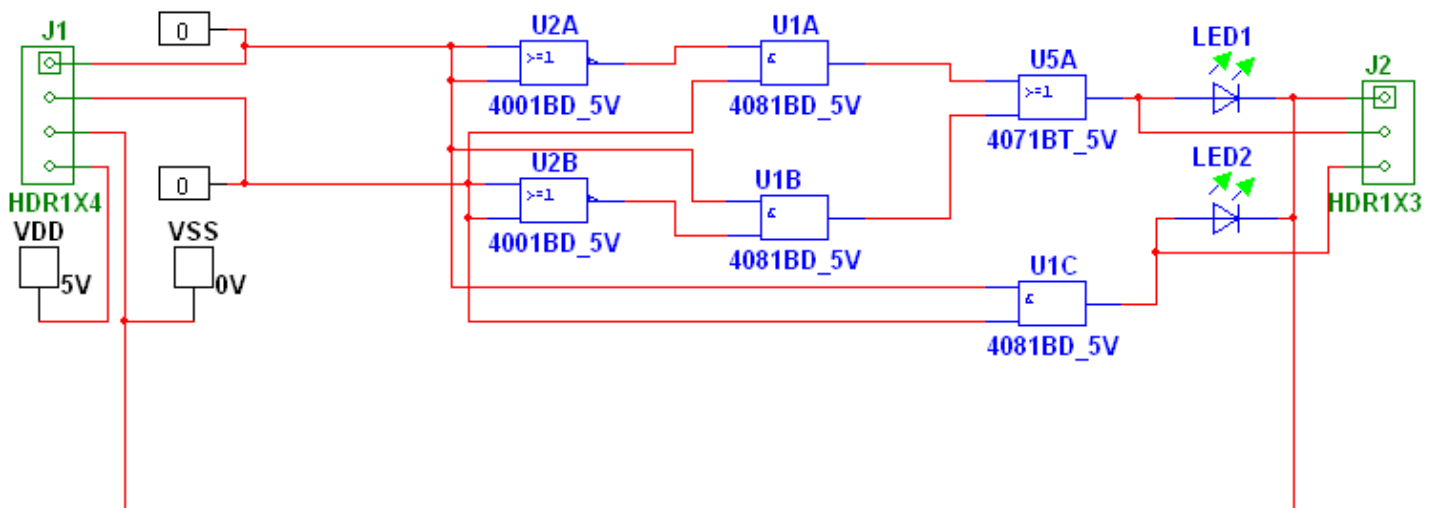 J1
0
U2A
>=1
4001BD_5V
U1A
&
4081BD_5V
U5A
>=1
4071BT_5V
LED1
J2
HDR1X4
0
U2B
>=1
4001BD_5V
U1B
&
4081BD_5V
LED2
HDR1X3
VDD
5V
VSS
0V
U1C
&
4081BD_5V